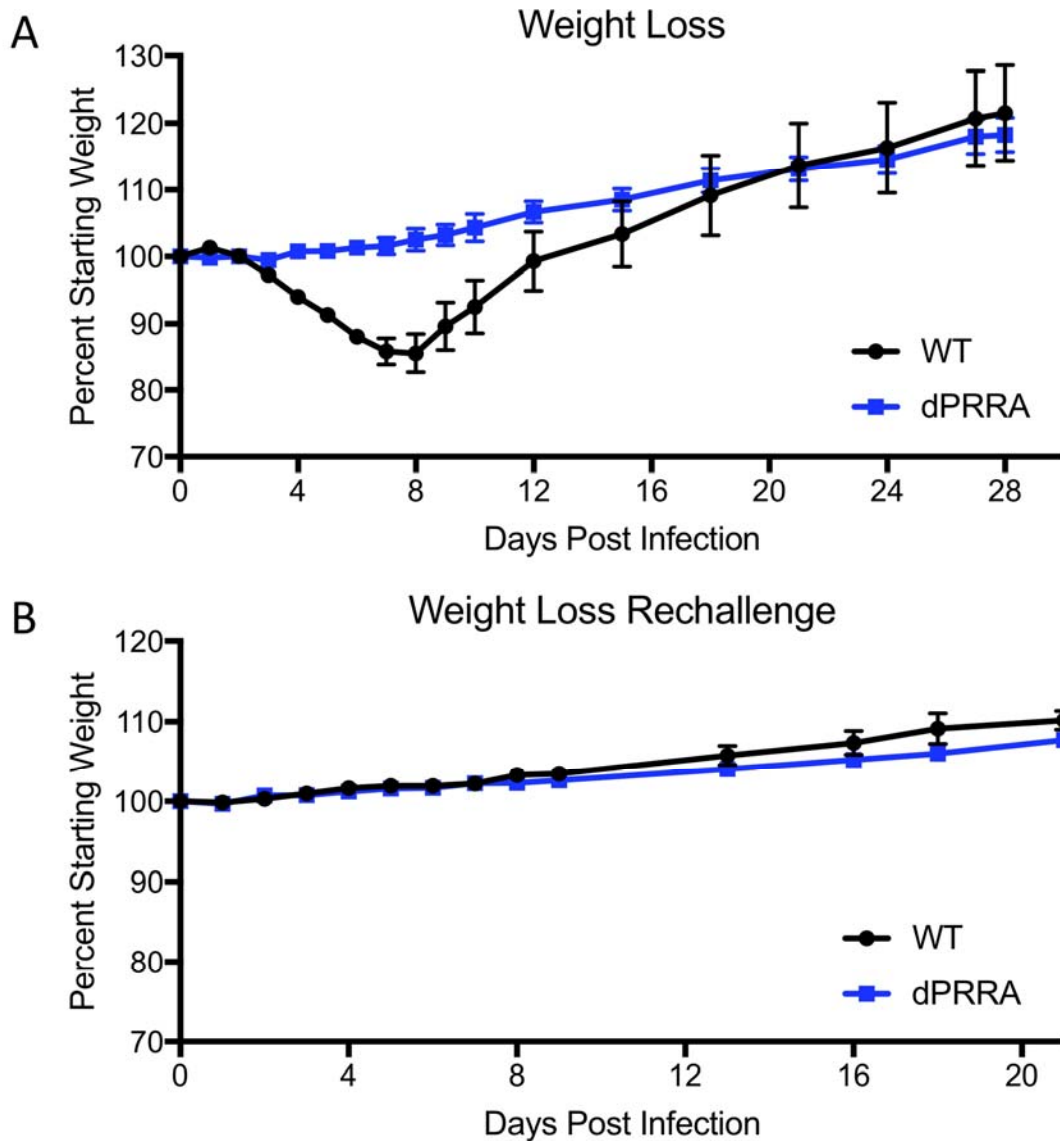 A
Weight Loss
Percent Starting Weight
130
120
110
100
90
80
70
0 4 8 12 16 20 24 28
Days Post Infection
WT
dPRRA
B
Weight Loss Rechallenge
Percent Starting Weight
120
110
100
90
80
70
0 4 8 12 16 20
Days Post Infection
WT
dPRRA